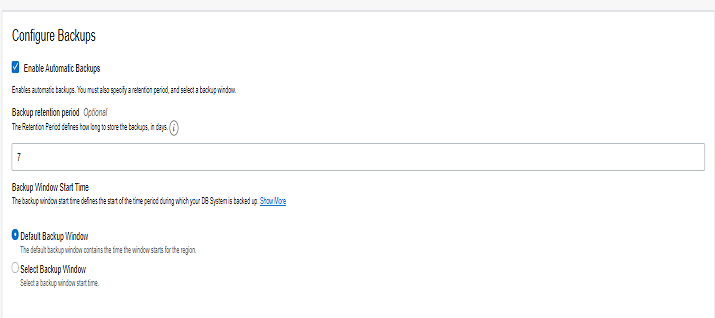 Configure Backups
Enable Automatic Backups
Enables automatic backups. You must also specify a retention period, and select a backup window.
Backup retention period Optional
The Retention Period defines how long to store the backups, in days. i
7
Backup Window Start Time
The backup window start time defines the start of the time period during which your DB System is backed up. Show More
Default Backup Window
The default backup window contains the time the window starts for the region.
Select Backup Window
Select a backup window start time.